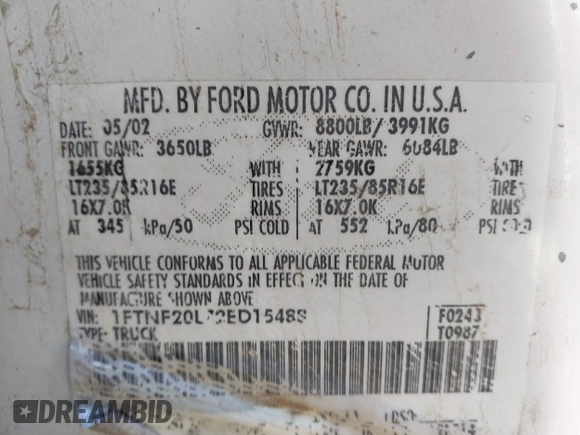 MFD. BY FORD MOTOR CO. IN U.S.A.
DATE: 05/02 GVWR: 8800LB/ 3991KG
FRONT GAWR: 3650LB REAR GAWR: 6084LB
1655KG WITH 2759KG WITH
LT235/85R16E TIRES LT235/85R16E TIRES
16X7.0K RIMS 16X7.0K RIMS
AT 345 kPa/50 PSI COLD AT 552 kPa/80 PSI COLD
THIS VEHICLE CONFORMS TO ALL APPLICABLE FEDERAL MOTOR
VEHICLE SAFETY STANDARDS IN EFFECT ON THE DATE OF
MANUFACTURE SHOWN ABOVE
VIN: F0243
TYPE: TRUCK T0987
DREAMBID